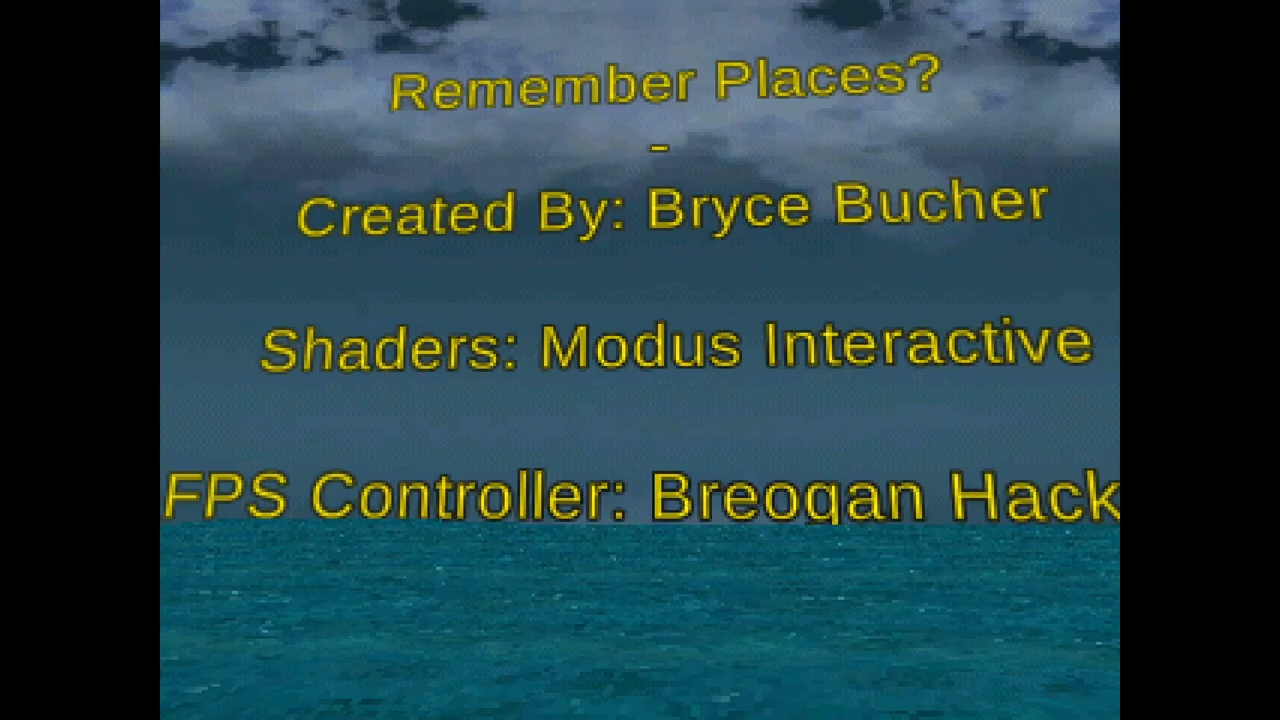 Remember Places?
-
Created By: Bryce Bucher
Shaders: Modus Interactive
FPS Controller: Breogan Hack